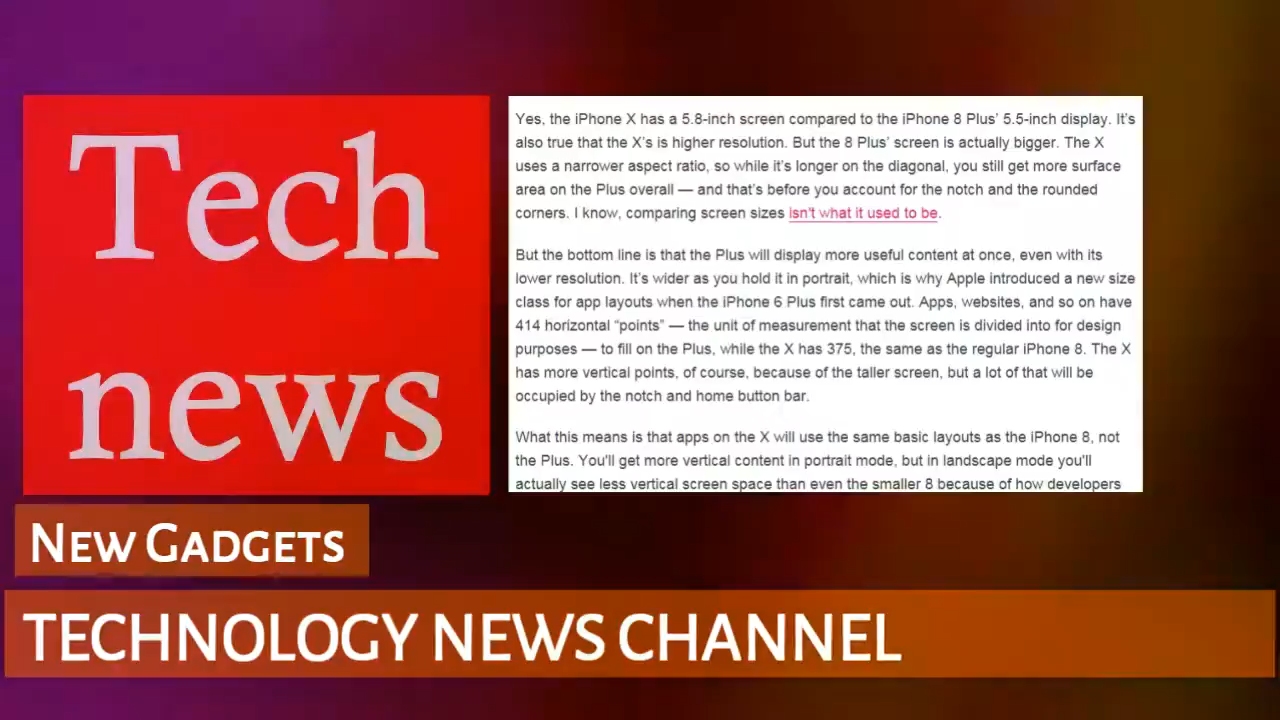 Tech
news
Yes, the iPhone X has a 5.8-inch screen compared to the iPhone 8 Plus' 5.5-inch display. It's
also true that the X's is higher resolution. But the 8 Plus' screen is actually bigger. The X
uses a narrower aspect ratio, so while it's longer on the diagonal, you still get more surface
area on the Plus overall — and that's before you account for the notch and the rounded
corners. I know, comparing screen sizes isn't what it used to be.
But the bottom line is that the Plus will display more useful content at once, even with its
lower resolution. It's wider as you hold it in portrait, which is why Apple introduced a new size
class for app layouts when the iPhone 6 Plus first came out. Apps, websites, and so on have
414 horizontal “points” — the unit of measurement that the screen is divided into for design
purposes — to fill on the Plus, while the X has 375, the same as the regular iPhone 8. The X
has more vertical points, of course, because of the taller screen, but a lot of that will be
occupied by the notch and home button bar.
What this means is that apps on the X will use the same basic layouts as the iPhone 8, not
the Plus. You'll get more vertical content in portrait mode, but in landscape mode you'll
actually see less vertical screen space than even the smaller 8 because of how developers
New Gadgets
TECHNOLOGY NEWS CHANNEL